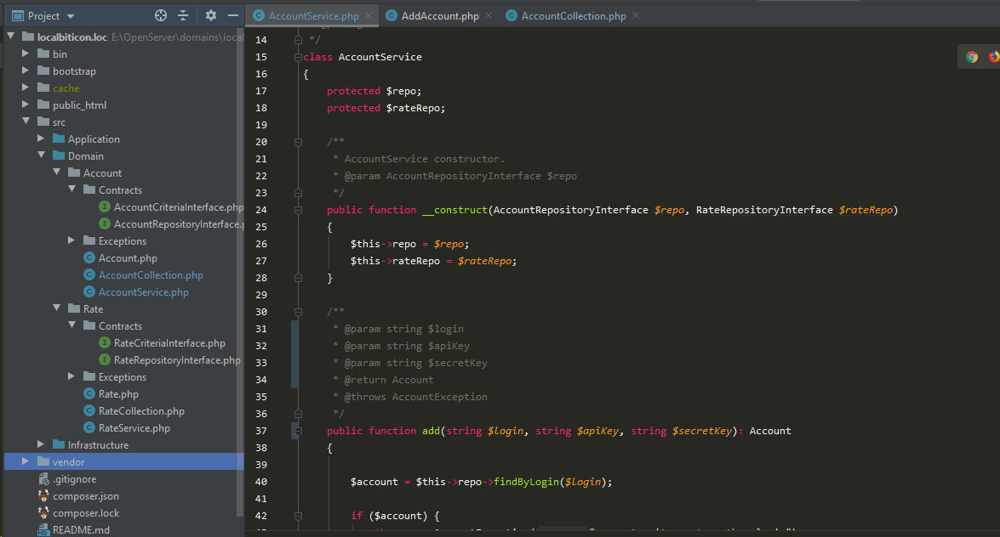 Project
AccountService.php
AddAccount.php
AccountCollection.php
localbiticon.loc E:\OpenServer\domains\local
bin
bootstrap
cache
public_html
src
Application
Domain
Account
Contracts
AccountCriteriaInterface.php
AccountRepositoryInterface.p
Exceptions
Account.php
AccountCollection.php
AccountService.php
Rate
Contracts
RateCriteriaInterface.php
RateRepositoryInterface.php
Exceptions
Rate.php
RateCollection.php
RateService.php
Infrastructure
vendor
.gitignore
composer.json
composer.lock
README.md
14 */
15 class AccountService
16 {
17 protected $repo;
18 protected $rateRepo;
19
20 /**
21 * AccountService constructor.
22 * @param AccountRepositoryInterface $repo
23 */
24 public function __construct(AccountRepositoryInterface $repo, RateRepositoryInterface $rateRepo)
25 {
26 $this->repo = $repo;
27 $this->rateRepo = $rateRepo;
28 }
29
30 /**
31 * @param string $login
32 * @param string $apiKey
33 * @param string $secretKey
34 * @return Account
35 * @throws AccountException
36 */
37 public function add(string $login, string $apiKey, string $secretKey): Account
38 {
39
40 $account = $this->repo->findByLogin($login);
41
42 if ($account) {